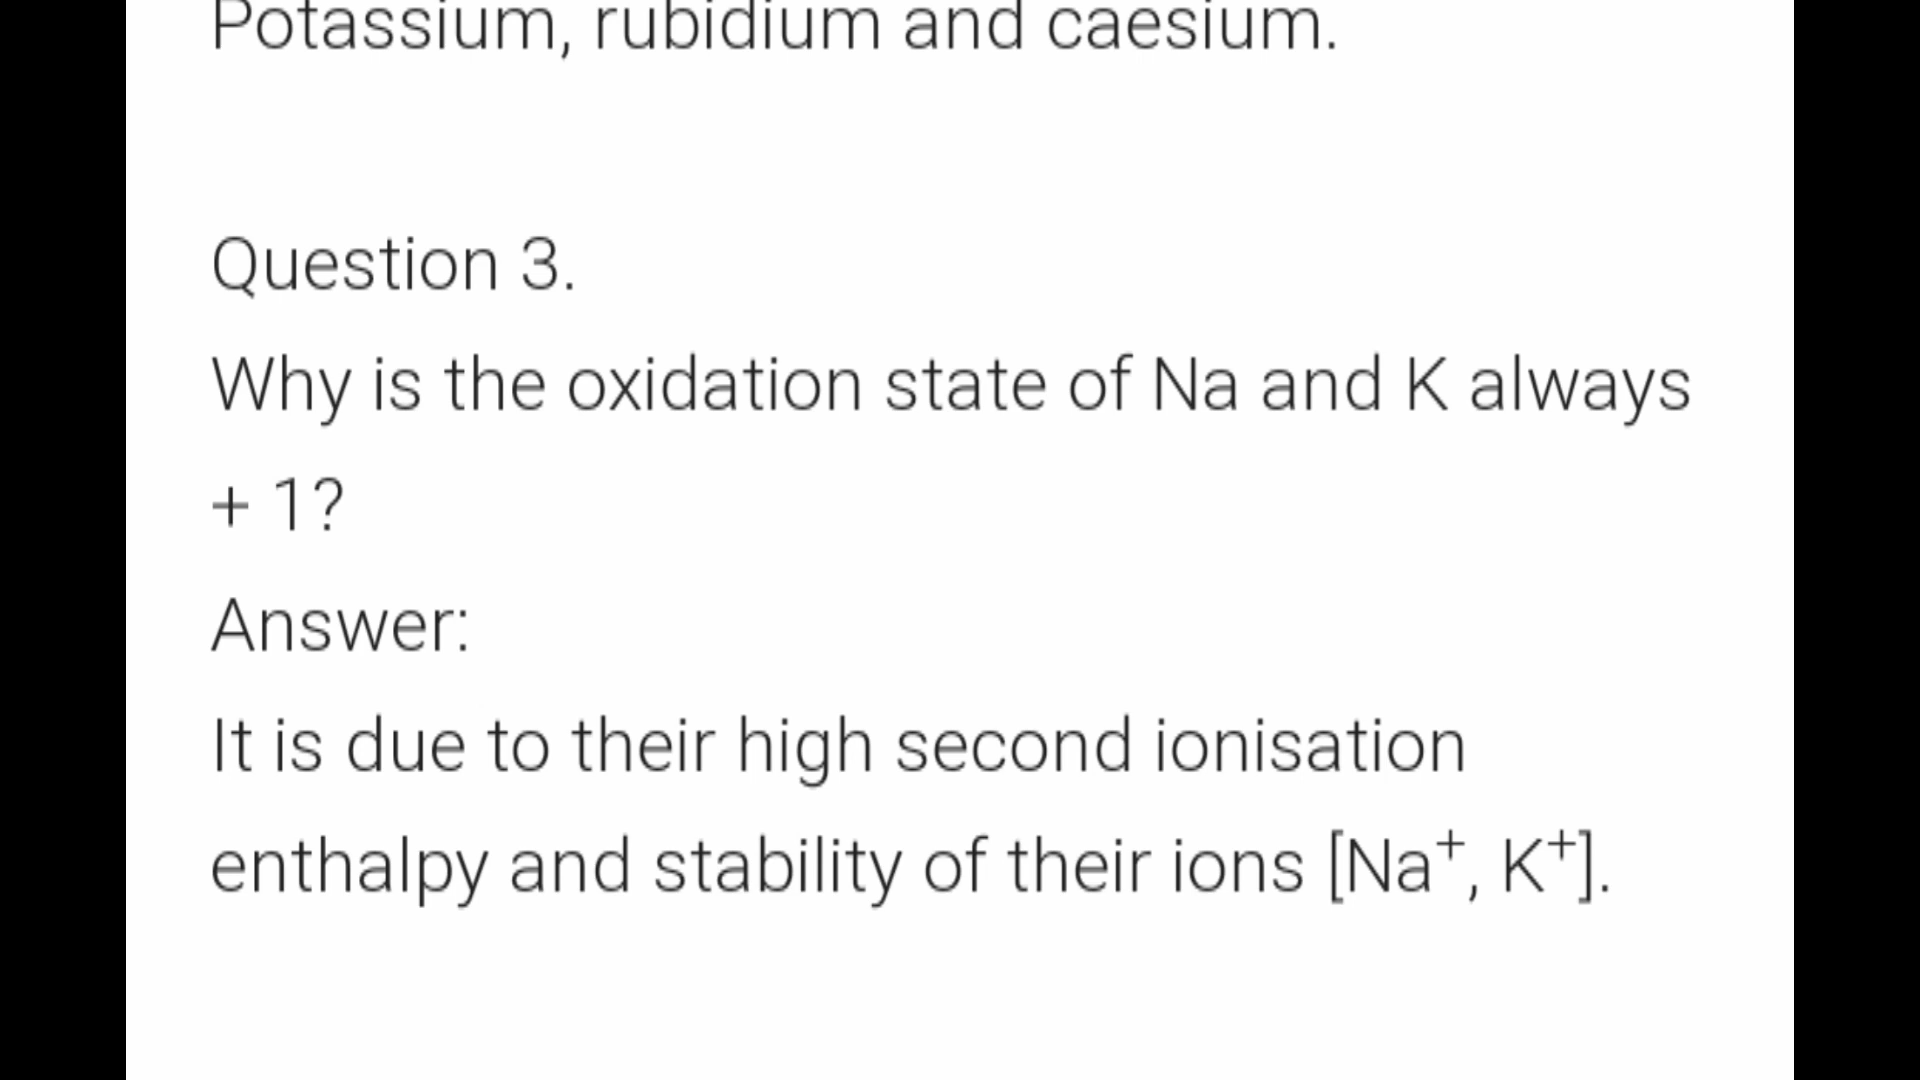 Potassium, rubidium and caesium.
Question 3.
Why is the oxidation state of Na and K always
+ 1?
Answer:
It is due to their high second ionisation
enthalpy and stability of their ions [Na⁺, K⁺].